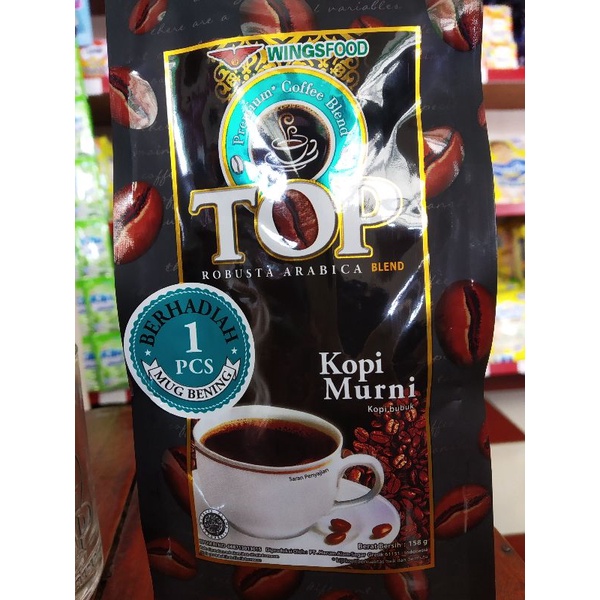 WINGSFOOD
Premium* Coffee Blend
TOP
ROBUSTA ARABICA BLEND
BERHADIAH
1
PCS
MUG BENING
Kopi
Murni
Kopi bubuk
Saran Penyajian
Berat Bersih : 158 g